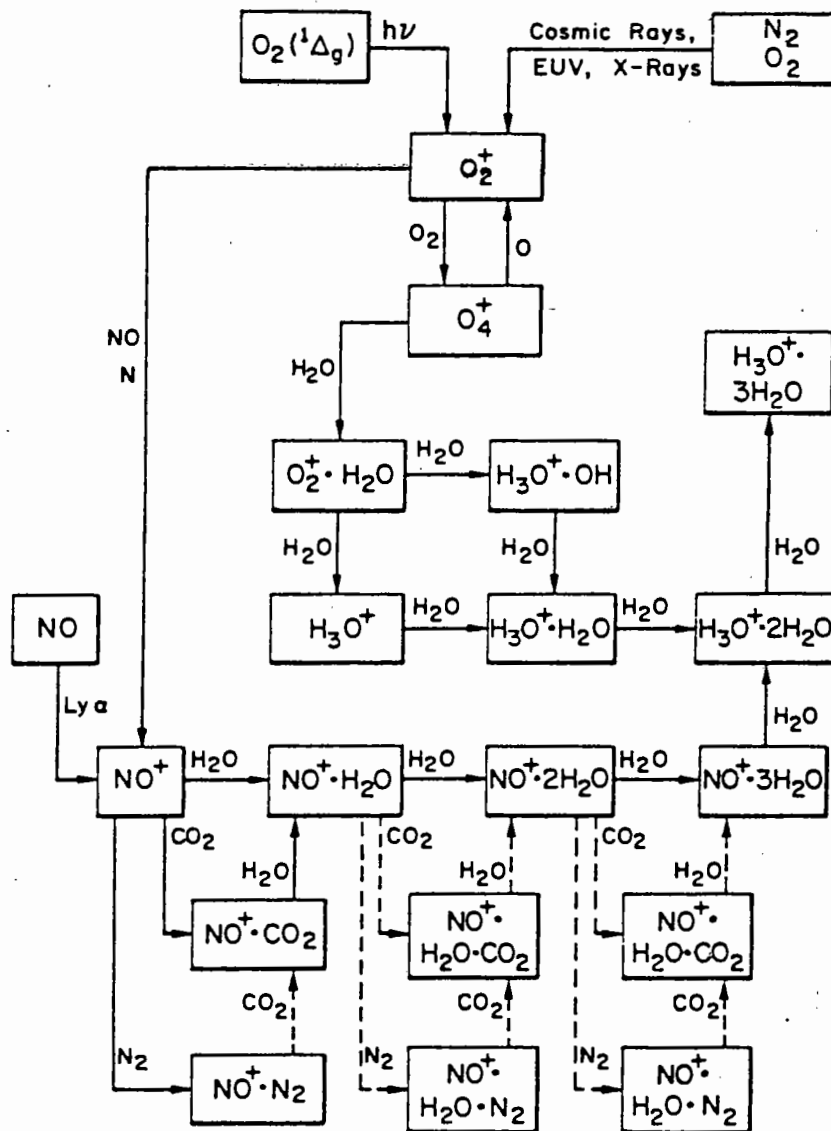 O₂(¹Δg)
hν
Cosmic Rays,
EUV, X-Rays
N₂
O₂
O₂⁺
O₂
O
NO
N
O₄⁺
H₂O
H₃O⁺·
3H₂O
O₂⁺·H₂O
H₂O
H₃O⁺·OH
H₂O
H₂O
H₂O
NO
H₃O⁺
H₂O
H₃O⁺·H₂O
H₂O
H₃O⁺·2H₂O
Lyα
H₂O
NO⁺
H₂O
NO⁺·H₂O
H₂O
NO⁺·2H₂O
H₂O
NO⁺·3H₂O
CO₂
H₂O
CO₂
H₂O
CO₂
H₂O
NO⁺·CO₂
NO⁺·
H₂O·CO₂
NO⁺·
H₂O·CO₂
CO₂
CO₂
CO₂
N₂
NO⁺·N₂
N₂
NO⁺·
H₂O·N₂
N₂
NO⁺·
H₂O·N₂